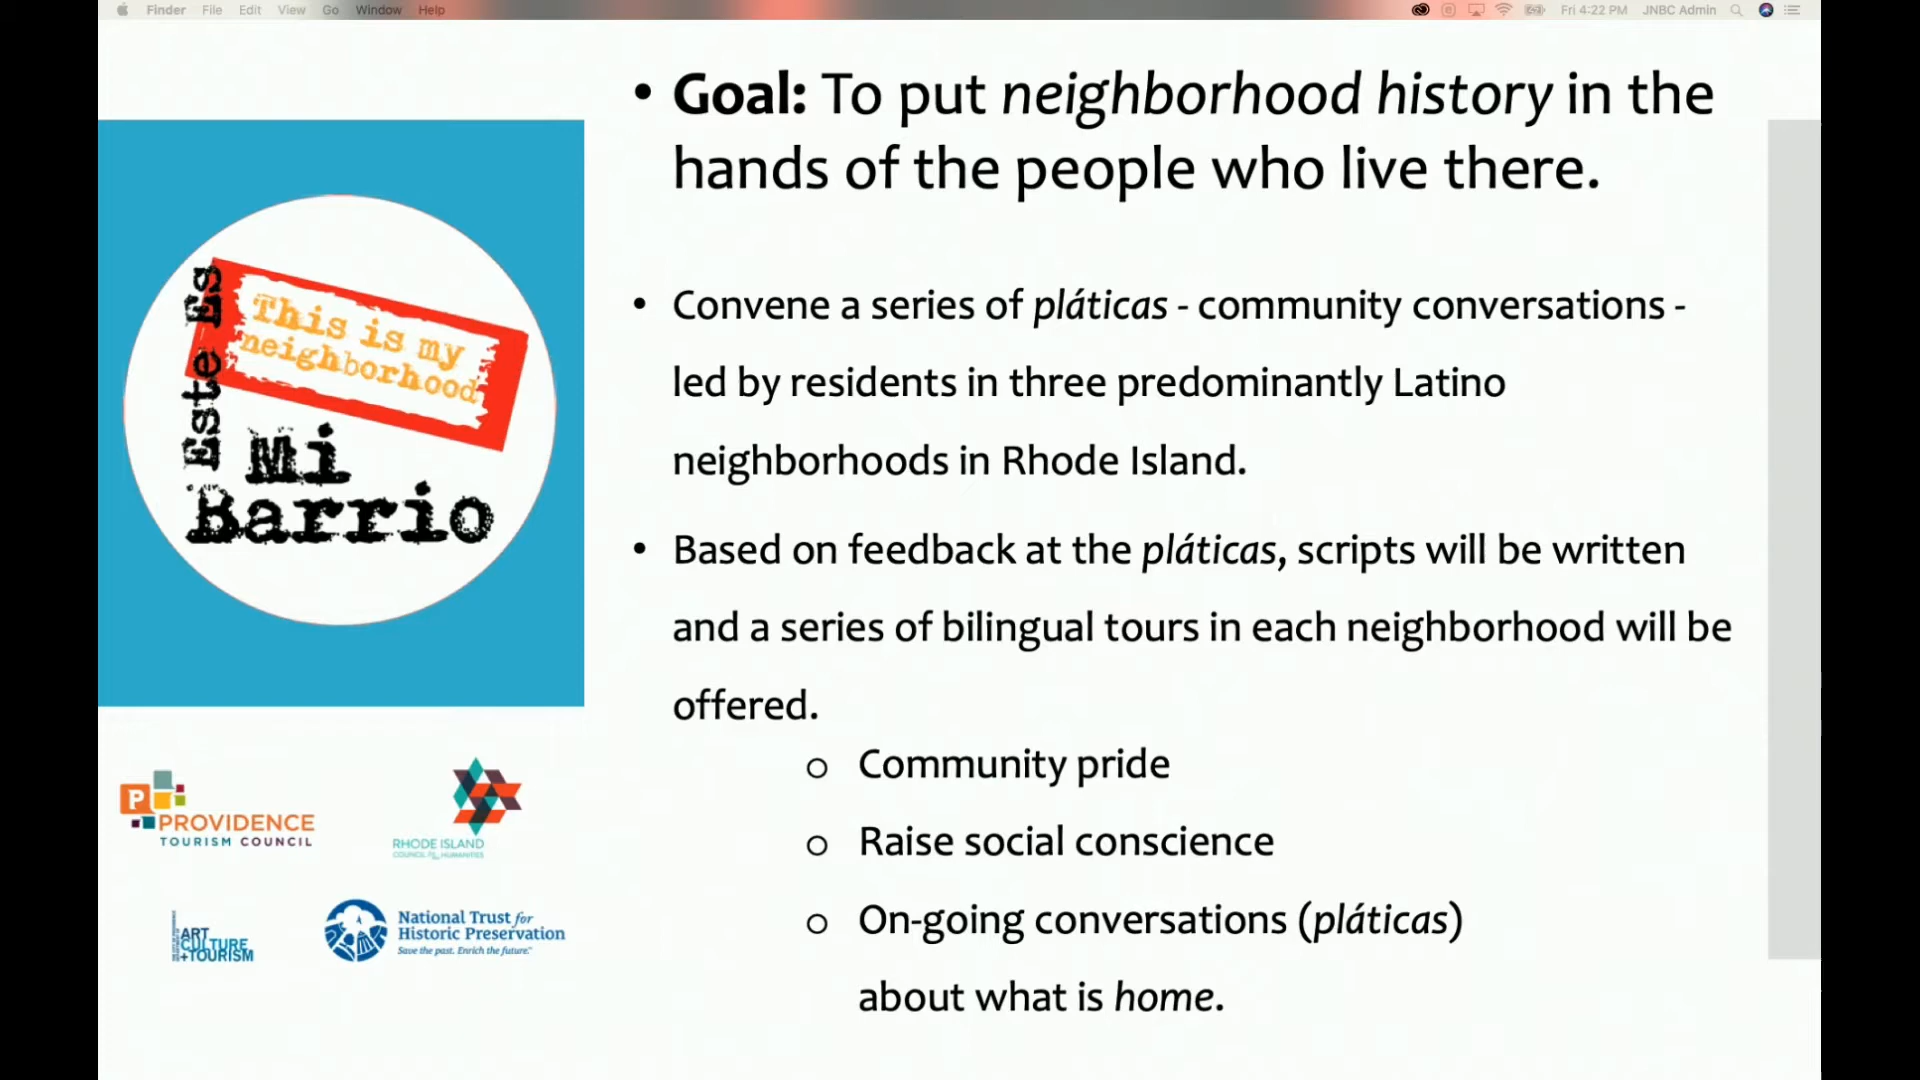 Finder File Edit View Go Window Help
Fri 4:22 PM JNBC Admin
• Goal: To put neighborhood history in the
hands of the people who live there.
• Convene a series of pláticas - community conversations -
led by residents in three predominantly Latino
neighborhoods in Rhode Island.
• Based on feedback at the pláticas, scripts will be written
and a series of bilingual tours in each neighborhood will be
offered.
o Community pride
o Raise social conscience
o On-going conversations (pláticas)
about what is home.
Este Es
This is my
neighborhood
Mi
Barrio
P
PROVIDENCE
TOURISM COUNCIL
RHODE ISLAND
COUNCIL for the HUMANITIES
ART
CULTURE
+TOURISM
National Trust for
Historic Preservation
Save the past. Enrich the future.™